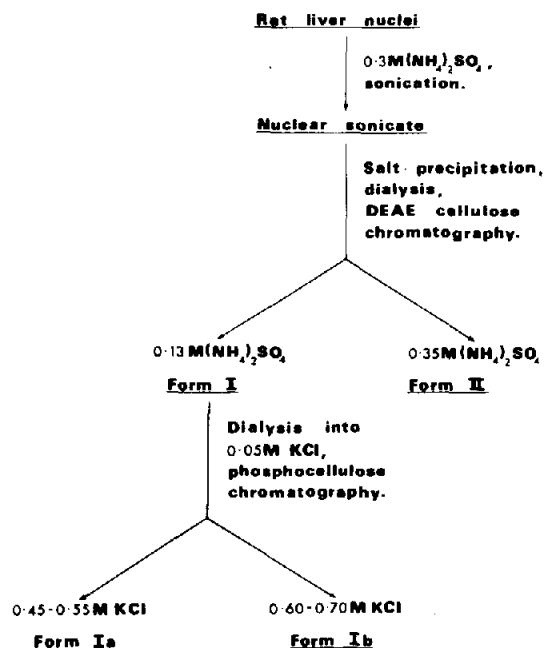 Rat liver nuclei
0·3M(NH₄)₂SO₄,
sonication.
Nuclear sonicate
Salt precipitation,
dialysis,
DEAE cellulose
chromatography.
0·13M(NH₄)₂SO₄
0·35M(NH₄)₂SO₄
Form I
Form II
Dialysis into
0·05M KCl,
phosphocellulose
chromatography.
0·45-0·55M KCl
0·60-0·70M KCl
Form Ia
Form Ib